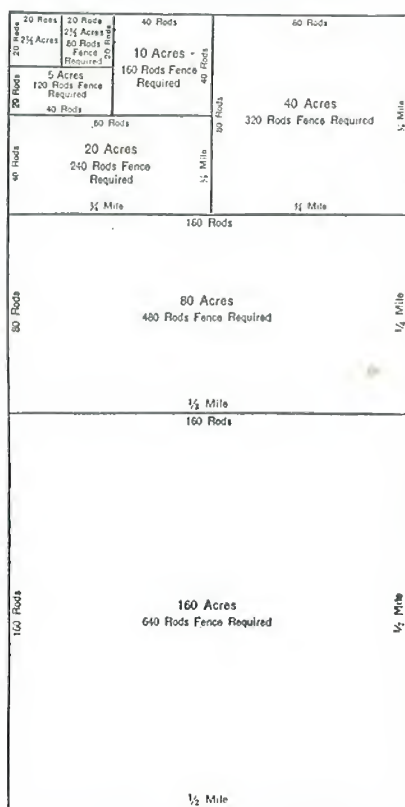 20 Rods
20 Rods
2½ Acres
20 Rods
2½ Acres
80 Rods
Fence
Required
20 Rods
20 Rods
5 Acres
120 Rods Fence
Required
40 Rods
40 Rods
10 Acres -
160 Rods Fence
Required
40 Rods
80 Rods
80 Rods
40 Acres
320 Rods Fence Required
¼ Mile
¼ Mile
80 Rods
40 Rods
20 Acres
240 Rods Fence
Required
¼ Mile
160 Rods
80 Rods
80 Acres
480 Rods Fence Required
¼ Mile
½ Mile
160 Rods
160 Rods
160 Acres
640 Rods Fence Required
½ Mile
½ Mile